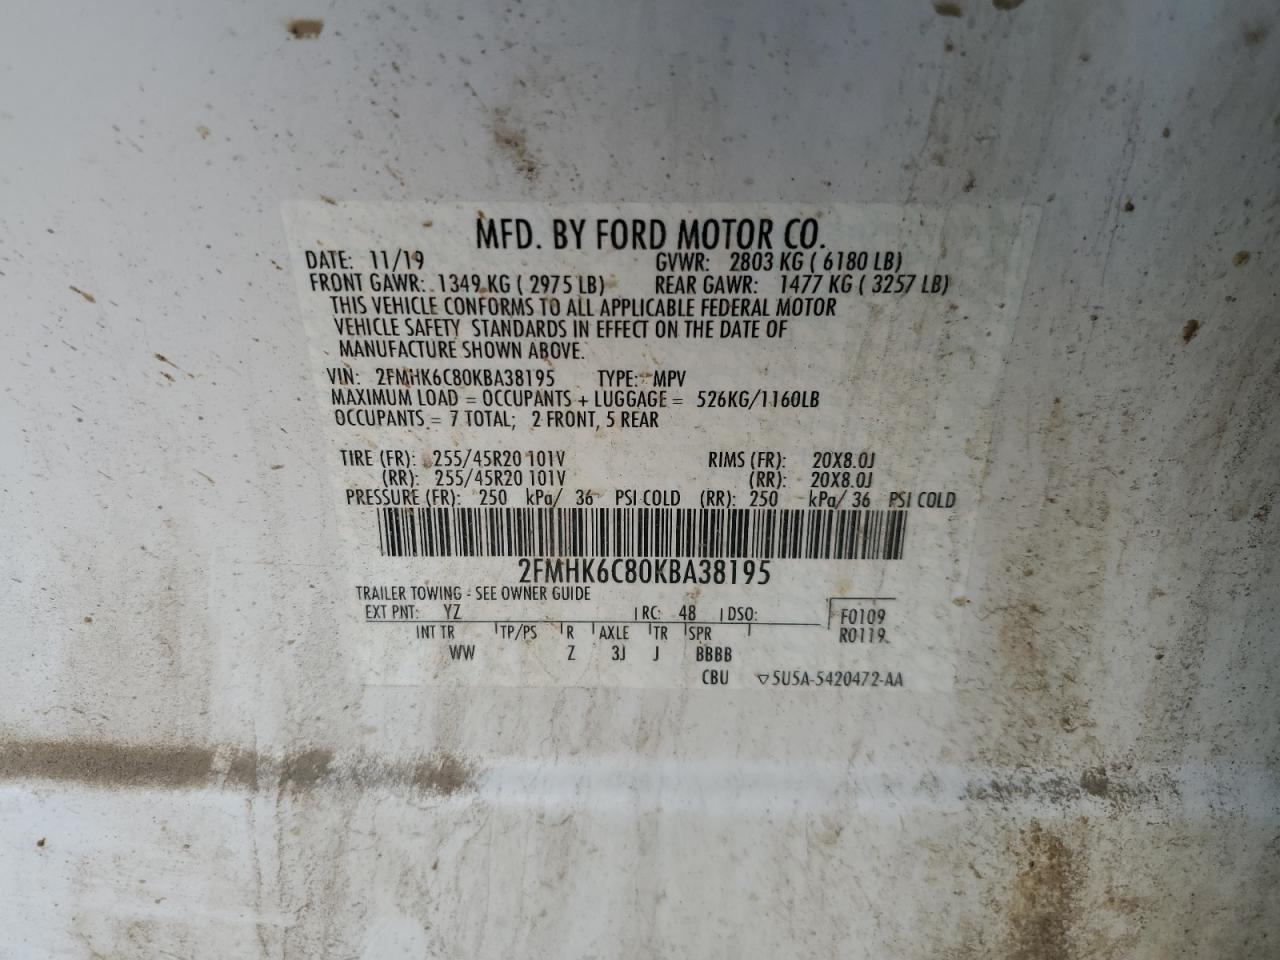 MFD. BY FORD MOTOR CO.
DATE: 11/19 GVWR: 2803 KG ( 6180 LB)
FRONT GAWR: 1349 KG ( 2975 LB) REAR GAWR: 1477 KG ( 3257 LB)
THIS VEHICLE CONFORMS TO ALL APPLICABLE FEDERAL MOTOR
VEHICLE SAFETY STANDARDS IN EFFECT ON THE DATE OF
MANUFACTURE SHOWN ABOVE.
VIN: 2FMHK6C80KBA38195 TYPE: MPV
MAXIMUM LOAD = OCCUPANTS + LUGGAGE = 526KG/1160LB
OCCUPANTS = 7 TOTAL; 2 FRONT, 5 REAR
TIRE (FR): 255/45R20 101V RIMS (FR): 20X8.0J
(RR): 255/45R20 101V (RR): 20X8.0J
PRESSURE (FR): 250 kPa/ 36 PSI COLD (RR): 250 kPa/ 36 PSI COLD
2FMHK6C80KBA38195
TRAILER TOWING - SEE OWNER GUIDE
EXT PNT: YZ RC: 48 DSO: F0109
INT TR TP/PS R AXLE TR SPR R0119
WW Z 3J J BBBB
CBU ▽5U5A-5420472-AA